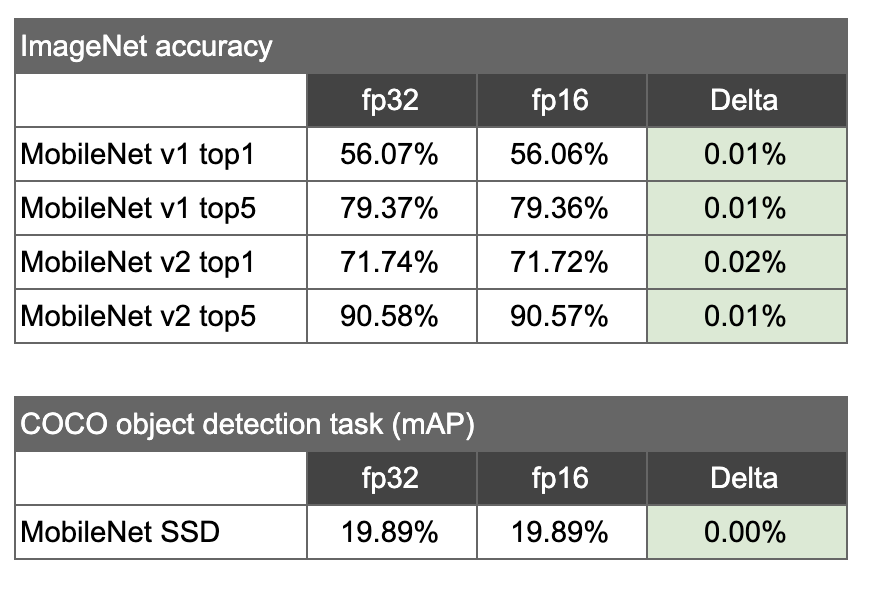 ImageNet accuracy
fp32 fp16 Delta
MobileNet v1 top1 56.07% 56.06% 0.01%
MobileNet v1 top5 79.37% 79.36% 0.01%
MobileNet v2 top1 71.74% 71.72% 0.02%
MobileNet v2 top5 90.58% 90.57% 0.01%
COCO object detection task (mAP)
fp32 fp16 Delta
MobileNet SSD 19.89% 19.89% 0.00%